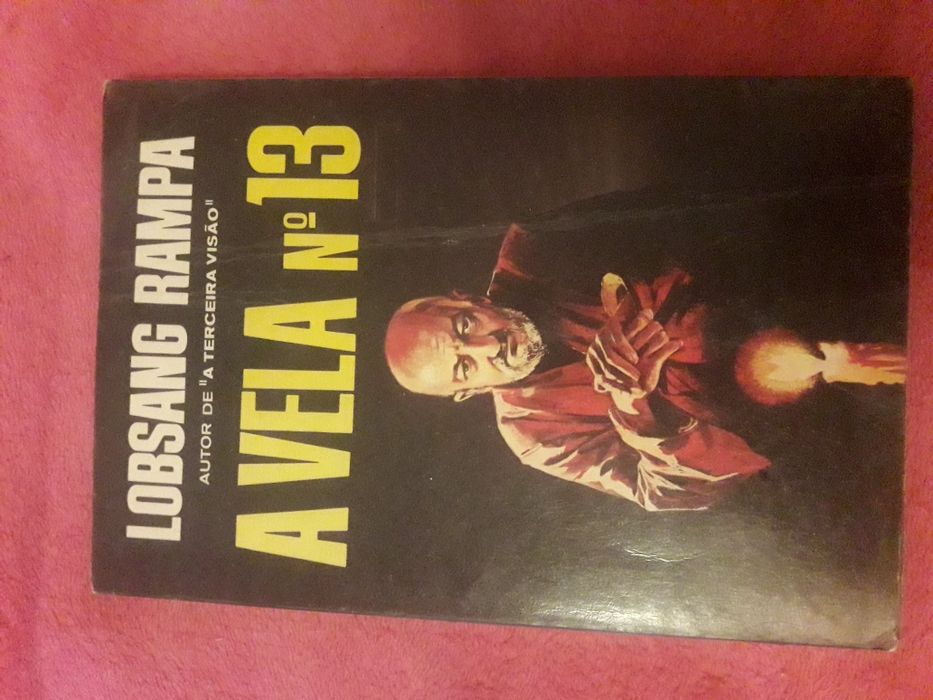 LOBSANG RAMPA
AUTOR DE "A TERCEIRA VISÃO"
A VELA Nº 13